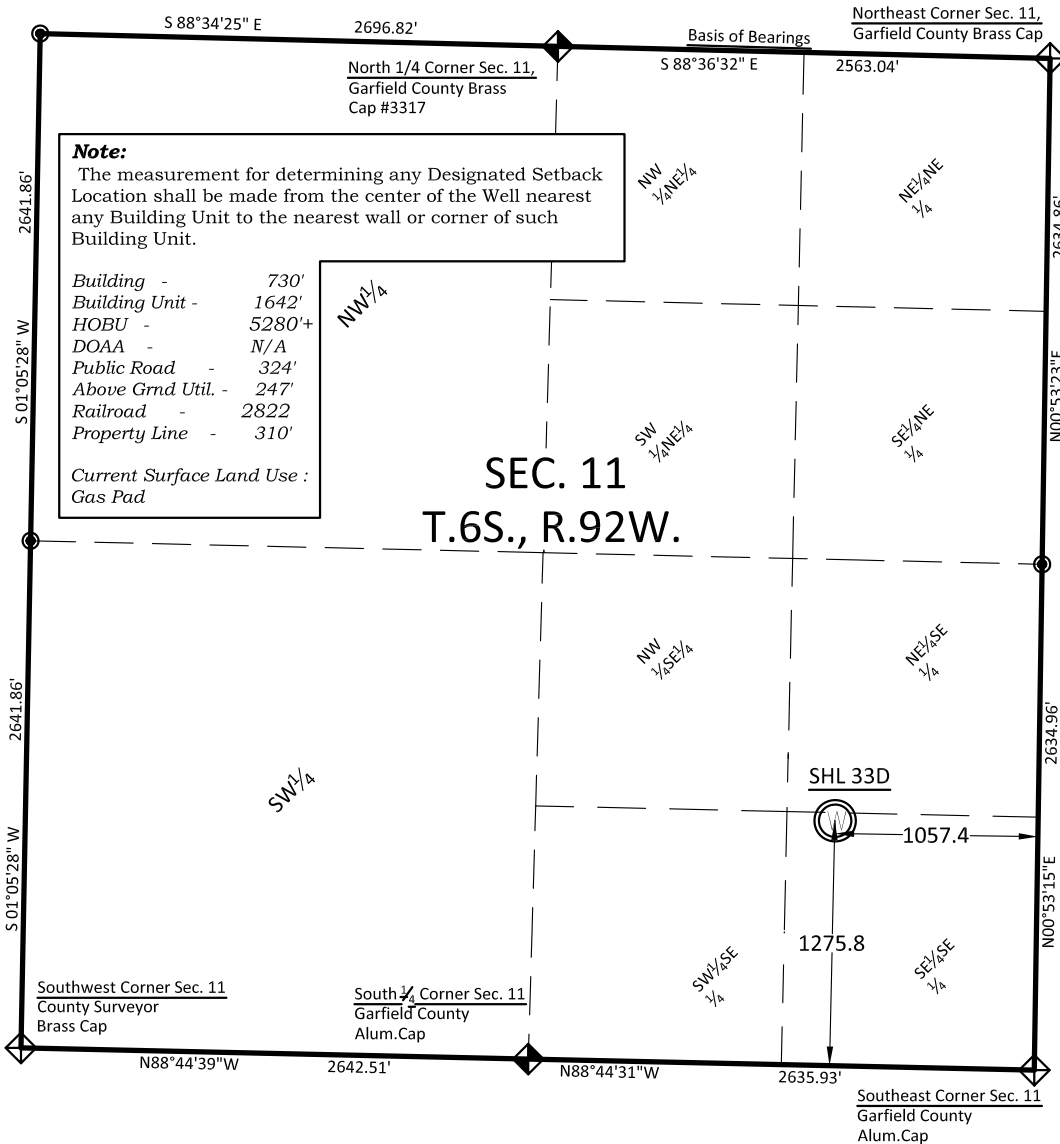 S 88°34'25" E
2696.82'
Northeast Corner Sec. 11,
Garfield County Brass Cap
Basis of Bearings
S 88°36'32" E
2563.04'
North 1/4 Corner Sec. 11,
Garfield County Brass
Cap #3317
Note:
The measurement for determining any Designated Setback
Location shall be made from the center of the Well nearest
any Building Unit to the nearest wall or corner of such
Building Unit.
Building - 730'
Building Unit - 1642'
HOBU - 5280'+
DOAA - N/A
Public Road - 324'
Above Grnd Util. - 247'
Railroad - 2822
Property Line - 310'
Current Surface Land Use :
Gas Pad
2641.86'
S 01°05'28" W
NW¼
NW
¼NE¼
NE¼NE
¼
2634.86'
N00°53'23"E
SW
¼NE¼
SE¼NE
¼
SEC. 11
T.6S., R.92W.
2641.86'
S 01°05'28" W
SW¼
NW
¼SE¼
NE¼SE
¼
2634.96'
N00°53'15"E
SHL 33D
W
1057.4
1275.8
SW¼SE
¼
SE¼SE
¼
Southwest Corner Sec. 11
County Surveyor
Brass Cap
South ¼ Corner Sec. 11
Garfield County
Alum.Cap
N88°44'39"W
2642.51'
N88°44'31"W
2635.93'
Southeast Corner Sec. 11
Garfield County
Alum.Cap